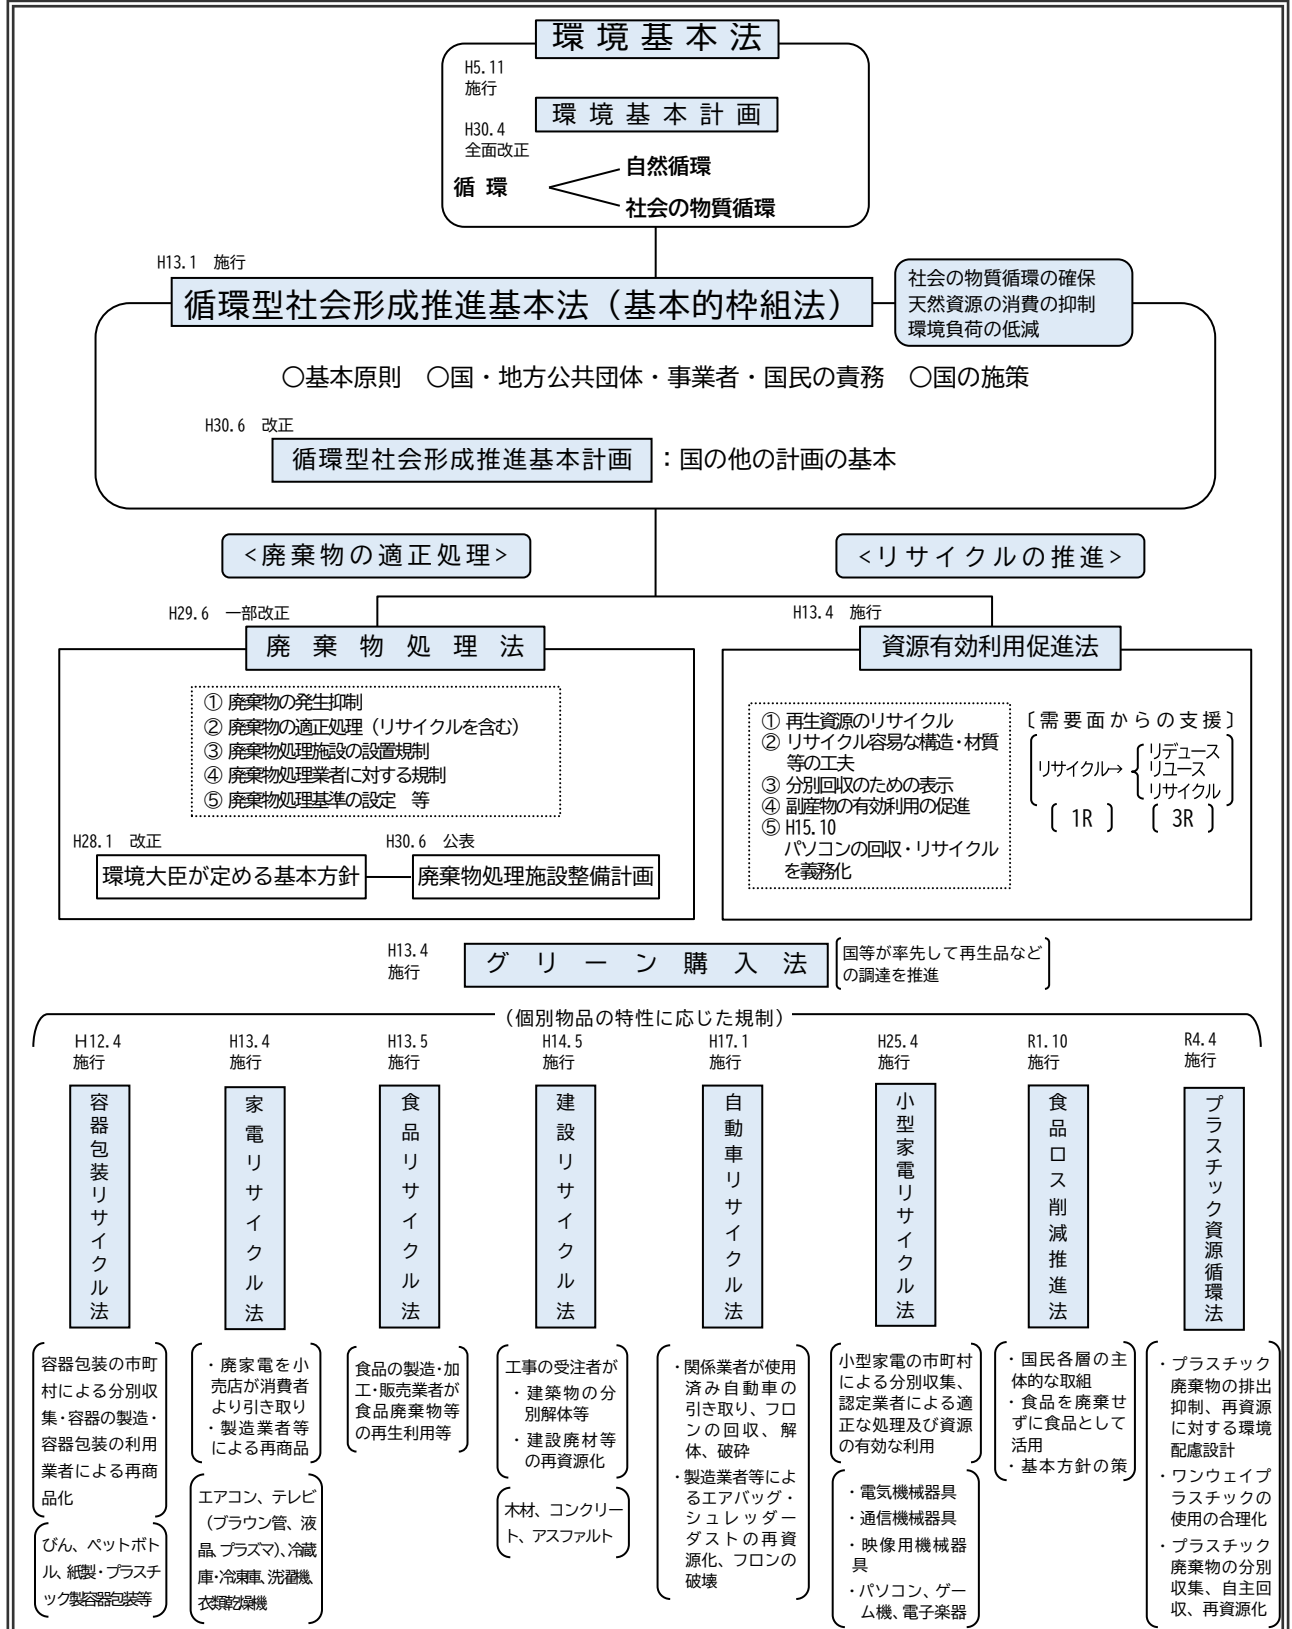 環境基本法
H5.11
施行
環境基本計画
H30.4
全面改正
循環
自然循環
社会の物質循環
H13.1 施行
循環型社会形成推進基本法（基本的枠組法）
社会の物質循環の確保
天然資源の消費の抑制
環境負荷の低減
○基本原則　○国・地方公共団体・事業者・国民の責務　○国の施策
H30.6 改正
循環型社会形成推進基本計画
：国の他の計画の基本
<廃棄物の適正処理>
<リサイクルの推進>
H29.6 一部改正
廃棄物処理法
① 廃棄物の発生抑制
② 廃棄物の適正処理（リサイクルを含む）
③ 廃棄物処理施設の設置規制
④ 廃棄物処理業者に対する規制
⑤ 廃棄物処理基準の設定　等
H28.1 改正
環境大臣が定める基本方針
H30.6 公表
廃棄物処理施設整備計画
H13.4 施行
資源有効利用促進法
① 再生資源のリサイクル
② リサイクル容易な構造・材質
等の工夫
③ 分別回収のための表示
④ 副産物の有効利用の促進
⑤ H15.10
パソコンの回収・リサイクル
を義務化
〔需要面からの支援〕
リサイクル→
リデュース
リユース
リサイクル
〔 1R 〕
〔 3R 〕
H13.4
施行
グリーン購入法
国等が率先して再生品など
の調達を推進
（個別物品の特性に応じた規制）
H12.4
施行
容器包装リサイクル法
容器包装の市町
村による分別収
集・容器の製造・
容器包装の利用
業者による再商
品化
びん、ペットボト
ル、紙製・プラスチ
ック製容器包装等
H13.4
施行
家電リサイクル法
・廃家電を小
売店が消費者
より引き取り
・製造業者等
による再商品
エアコン、テレビ
（ブラウン管、液
晶、プラズマ）、冷蔵
庫・冷凍庫、洗濯機、
衣類乾燥機
H13.5
施行
食品リサイクル法
食品の製造・加
工・販売業者が
食品廃棄物等
の再生利用等
H14.5
施行
建設リサイクル法
工事の受注者が
・建築物の分
別解体等
・建設廃材等
の再資源化
木材、コンクリー
ト、アスファルト
H17.1
施行
自動車リサイクル法
・関係業者が使用
済み自動車の
引き取り、フロ
ンの回収、解
体、破砕
・製造業者等によ
るエアバッグ・
シュレッダー
ダストの再資
源化、フロンの
破壊
H25.4
施行
小型家電リサイクル法
小型家電の市町村
による分別収集、
認定業者による適
正な処理及び資源
の有効な利用
・電気機械器具
・通信機械器具
・映像用機械器
具
・パソコン、ゲー
ム機、電子楽器
R1.10
施行
食品ロス削減推進法
・国民各層の主
体的な取組
・食品を廃棄せ
ずに食品として
活用
・基本方針の策
R4.4
施行
プラスチック資源循環法
・プラスチック
廃棄物の排出
抑制、再資源
に対する環境
配慮設計
・ワンウェイプ
ラスチックの
使用の合理化
・プラスチック
廃棄物の分別
収集、自主回
収、再資源化